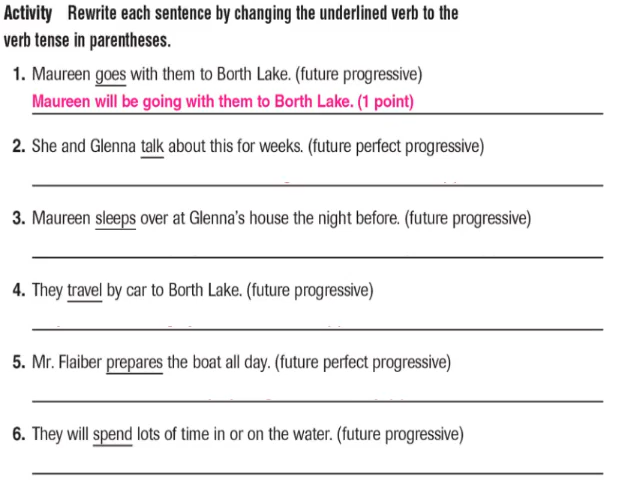 Activity Rewrite each sentence by changing the underlined verb to the
verb tense in parentheses.
1. Maureen goes with them to Borth Lake. (future progressive)
Maureen will be going with them to Borth Lake. (1 point)
2. She and Glenna talk about this for weeks. (future perfect progressive)
3. Maureen sleeps over at Glenna's house the night before. (future progressive)
4. They travel by car to Borth Lake. (future progressive)
5. Mr. Flaiber prepares the boat all day. (future perfect progressive)
6. They will spend lots of time in or on the water. (future progressive)